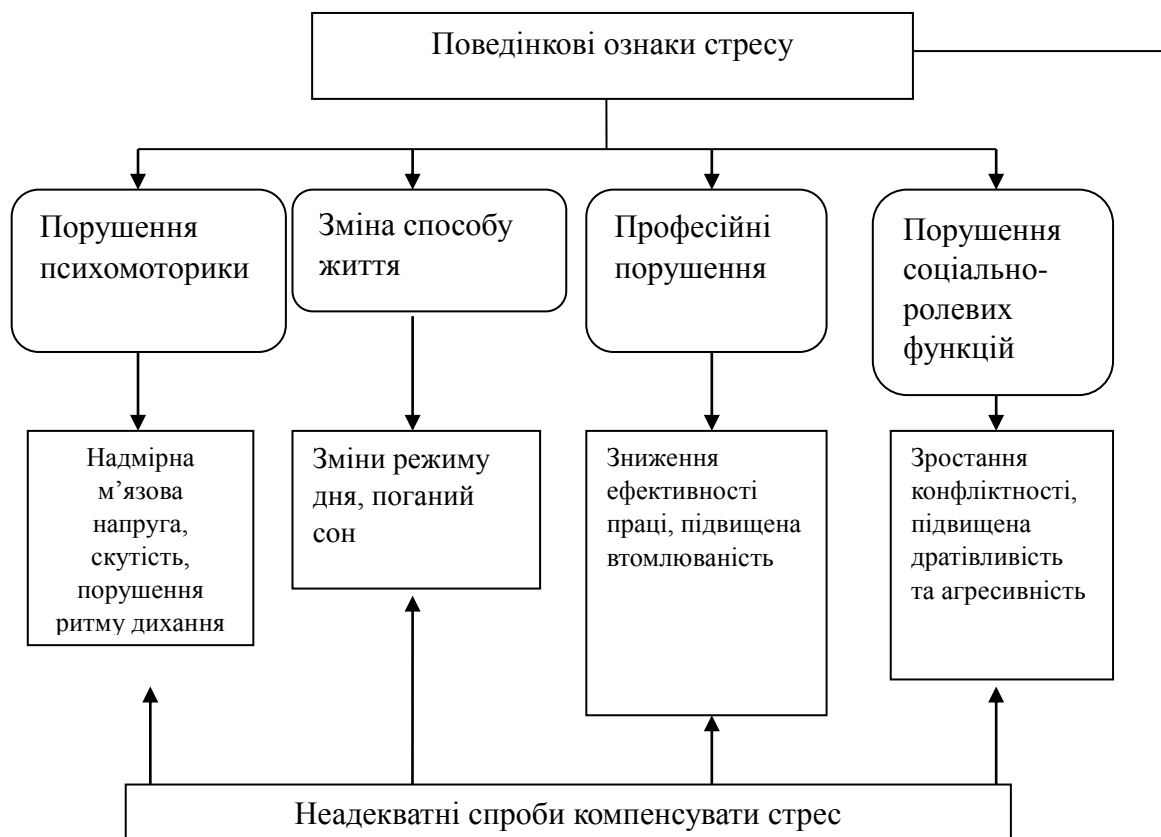 Поведінкові ознаки стресу
Порушення
психомоторики
Зміна способу
життя
Професійні
порушення
Порушення
соціально-
ролевих
функцій
Надмірна
м’язова
напруга,
скутість,
порушення
ритму дихання
Зміни режиму
дня, поганий
сон
Зниження
ефективності
праці, підвищена
втомлюваність
Зростання
конфліктності,
підвищена
дратівливість
та агресивність
Неадекватні спроби компенсувати стрес